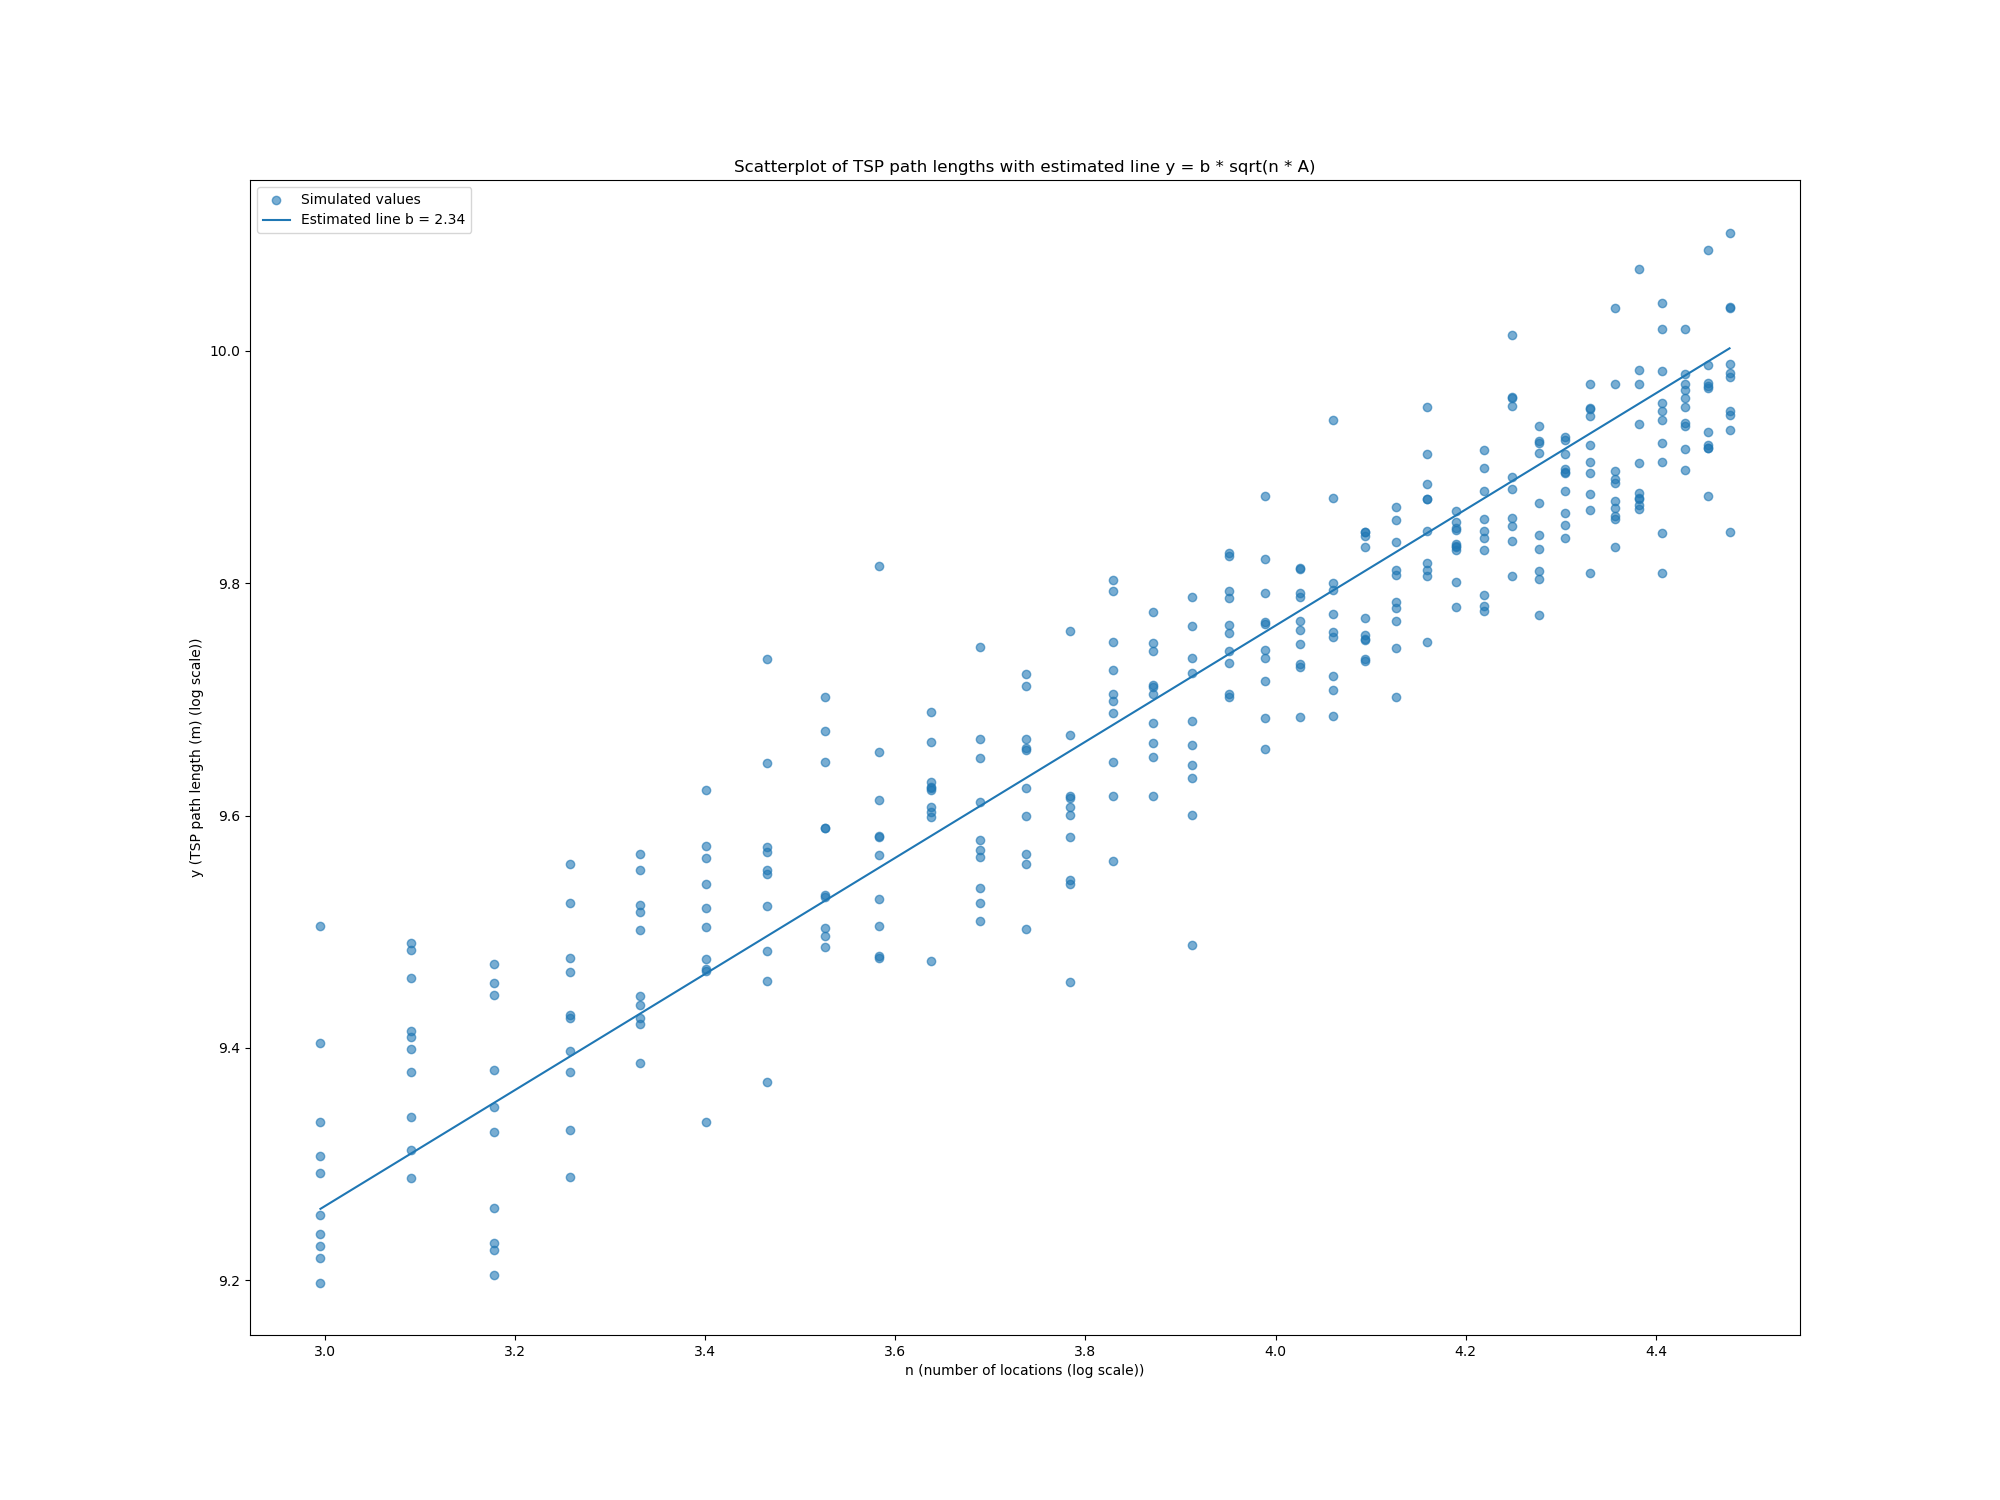 Scatterplot of TSP path lengths with estimated line y = b * sqrt(n * A)
Simulated values
Estimated line b = 2.34
10.0
9.8
9.6
9.4
9.2
y (TSP path length (m) (log scale))
3.0 3.2 3.4 3.6 3.8 4.0 4.2 4.4
n (number of locations (log scale))